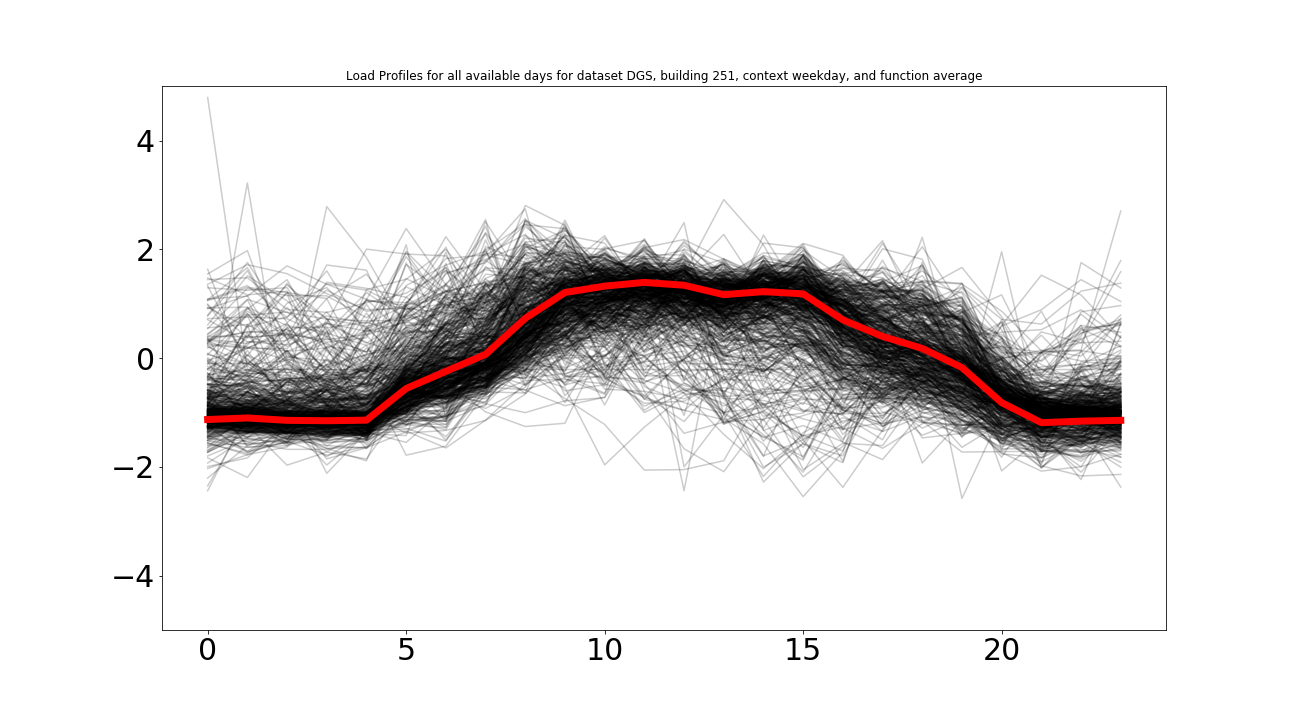 Load Profiles for all available days for dataset DGS, building 251, context weekday, and function average
4
2
0
−2
−4
0 5 10 15 20